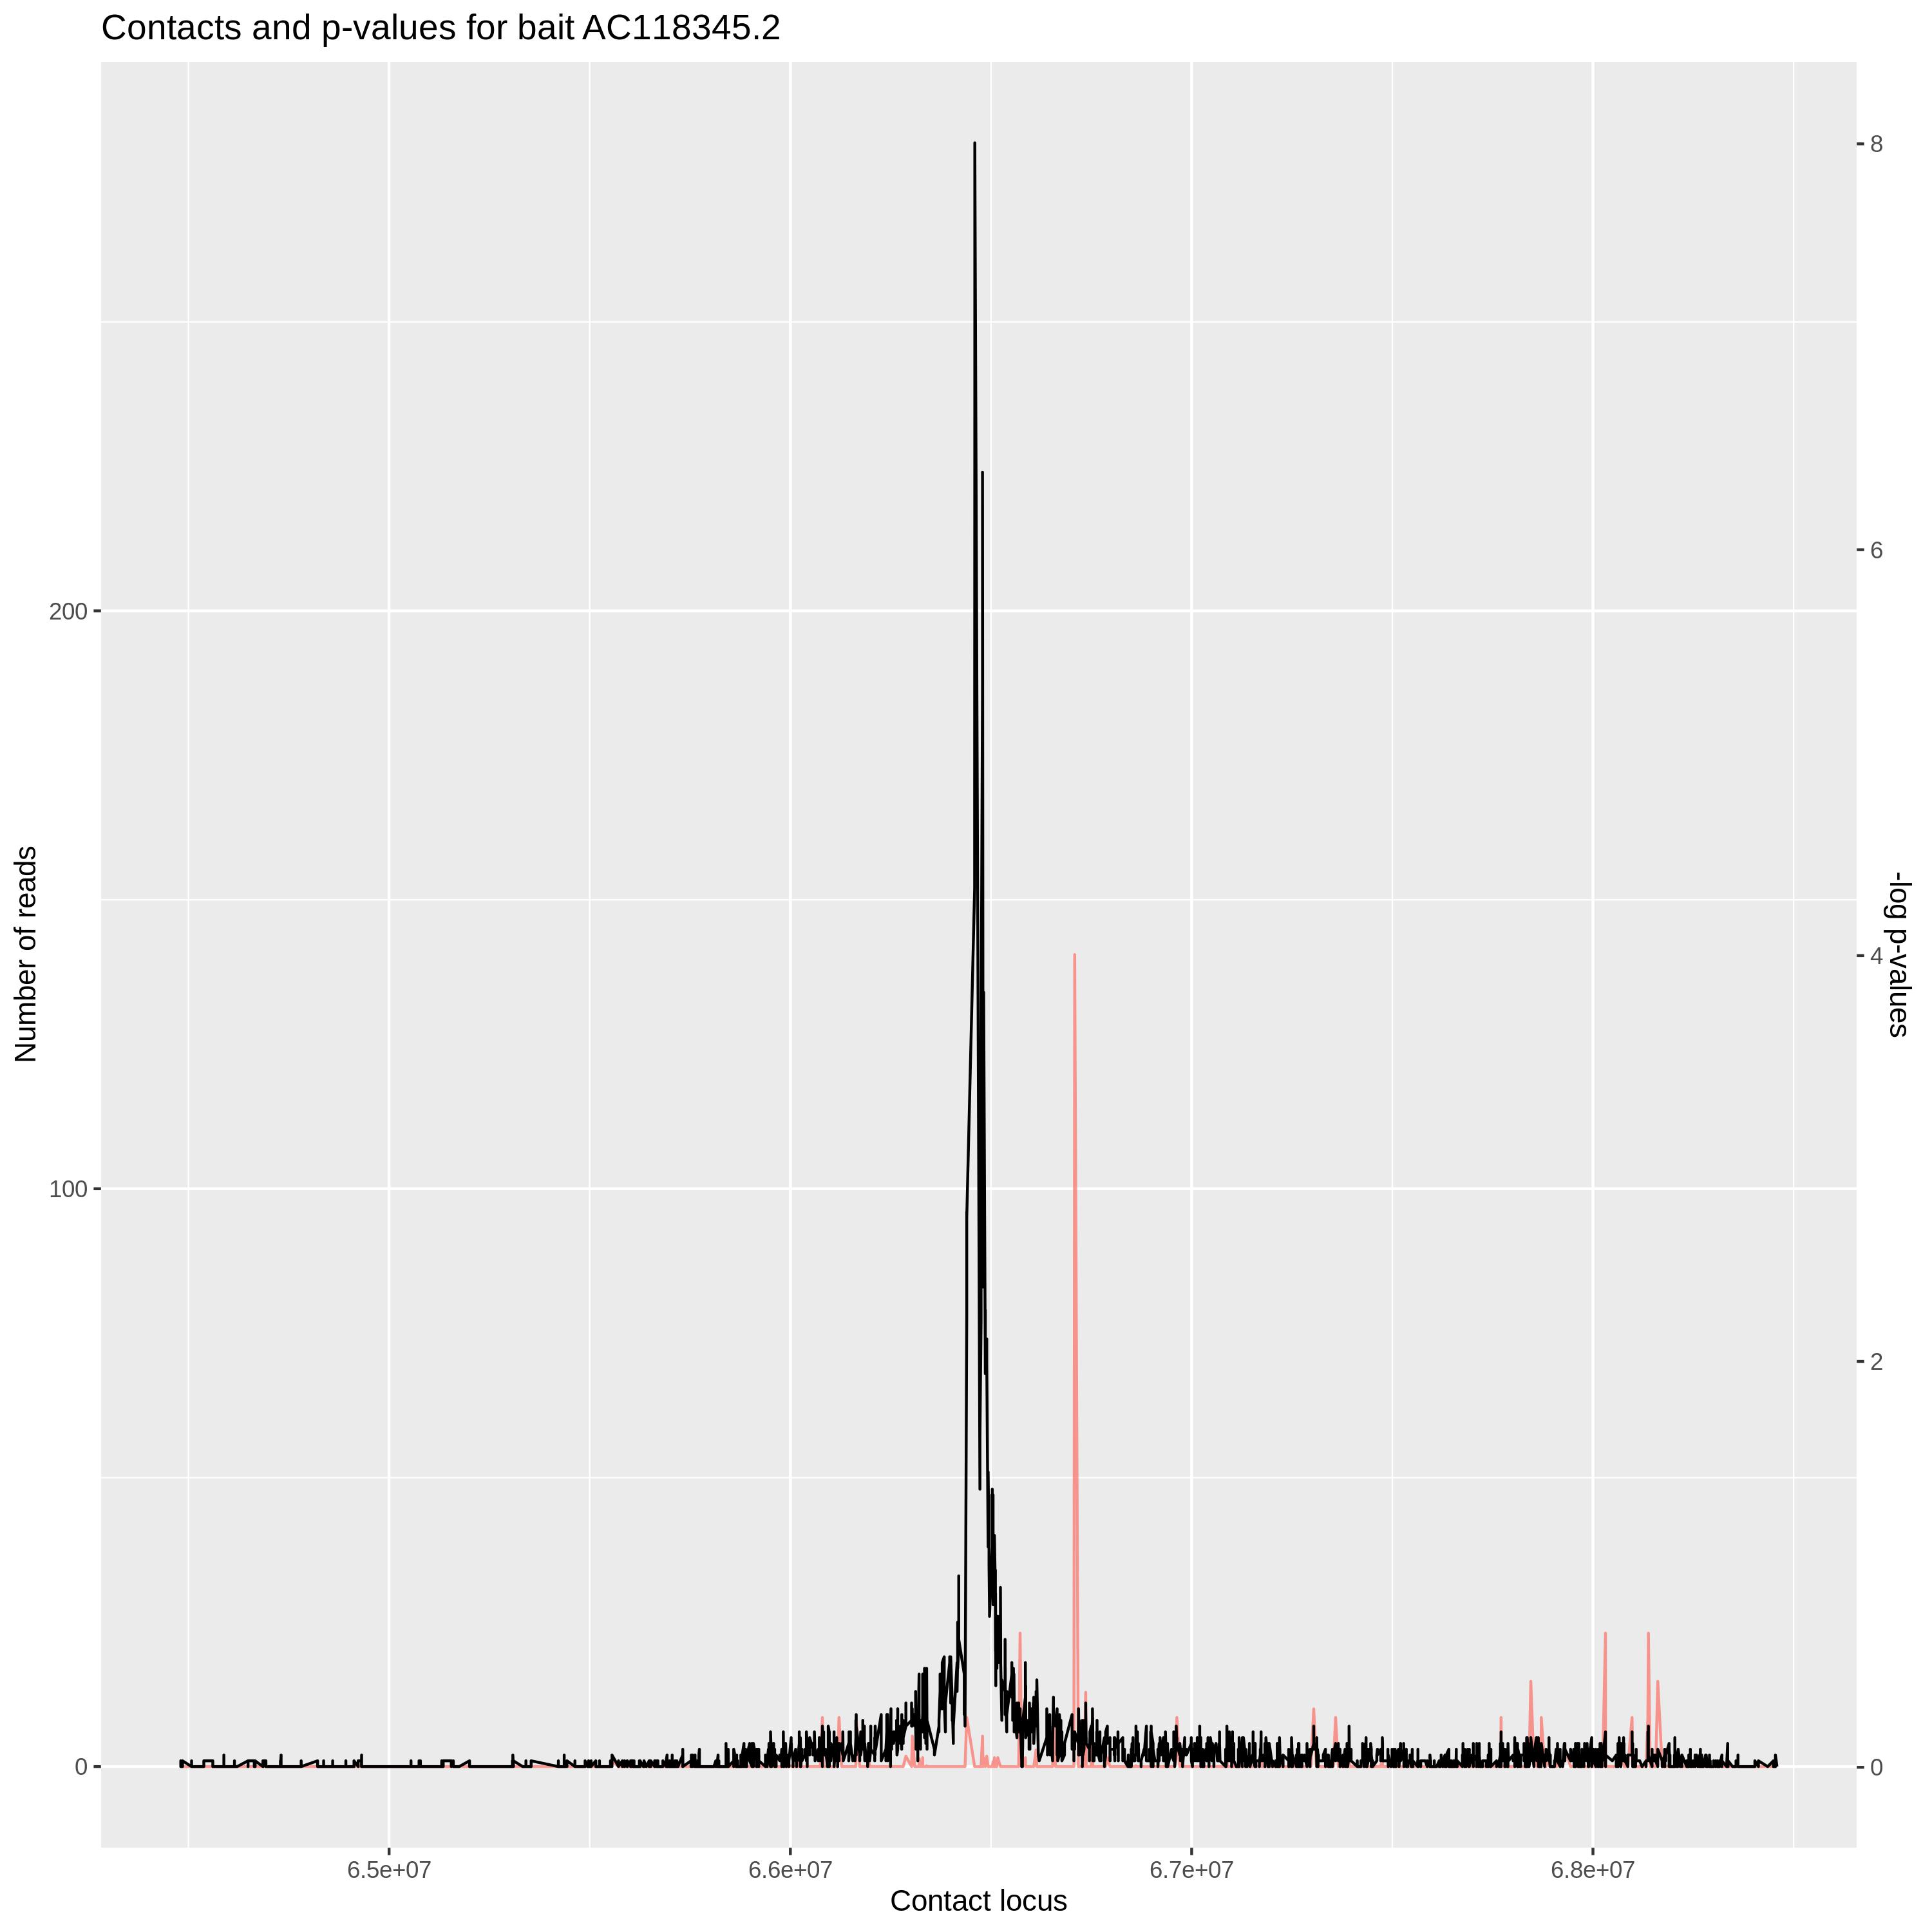 Contacts and p-values for bait AC118345.2
8
6
200
4
Number of reads
-log p-values
100
2
0
0
6.5e+07
6.6e+07
6.7e+07
6.8e+07
Contact locus